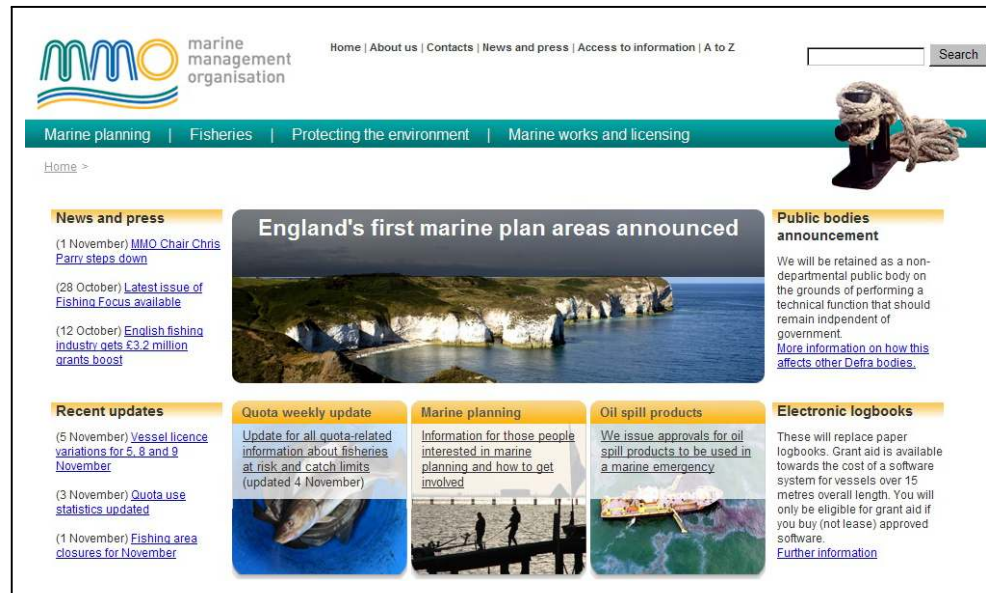 mmo
marine
management
organisation
Home | About us | Contacts | News and press | Access to information | A to Z
Search
Marine planning | Fisheries | Protecting the environment | Marine works and licensing
Home >
News and press
(1 November) MMO Chair Chris
Parry steps down
(28 October) Latest issue of
Fishing Focus available
(12 October) English fishing
industry gets £3.2 million
grants boost
England's first marine plan areas announced
Public bodies
announcement
We will be retained as a non-
departmental public body on
the grounds of performing a
technical function that should
remain indpendent of
government.
More information on how this
affects other Defra bodies.
Recent updates
(5 November) Vessel licence
variations for 5, 8 and 9
November
(3 November) Quota use
statistics updated
(1 November) Fishing area
closures for November
Quota weekly update
Update for all quota-related
information about fisheries
at risk and catch limits
(updated 4 November)
Marine planning
Information for those people
interested in marine
planning and how to get
involved
Oil spill products
We issue approvals for oil
spill products to be used in
a marine emergency
Electronic logbooks
These will replace paper
logbooks. Grant aid is available
towards the cost of a software
system for vessels over 15
metres overall length. You will
only be eligible for grant aid if
you buy (not lease) approved
software.
Further information